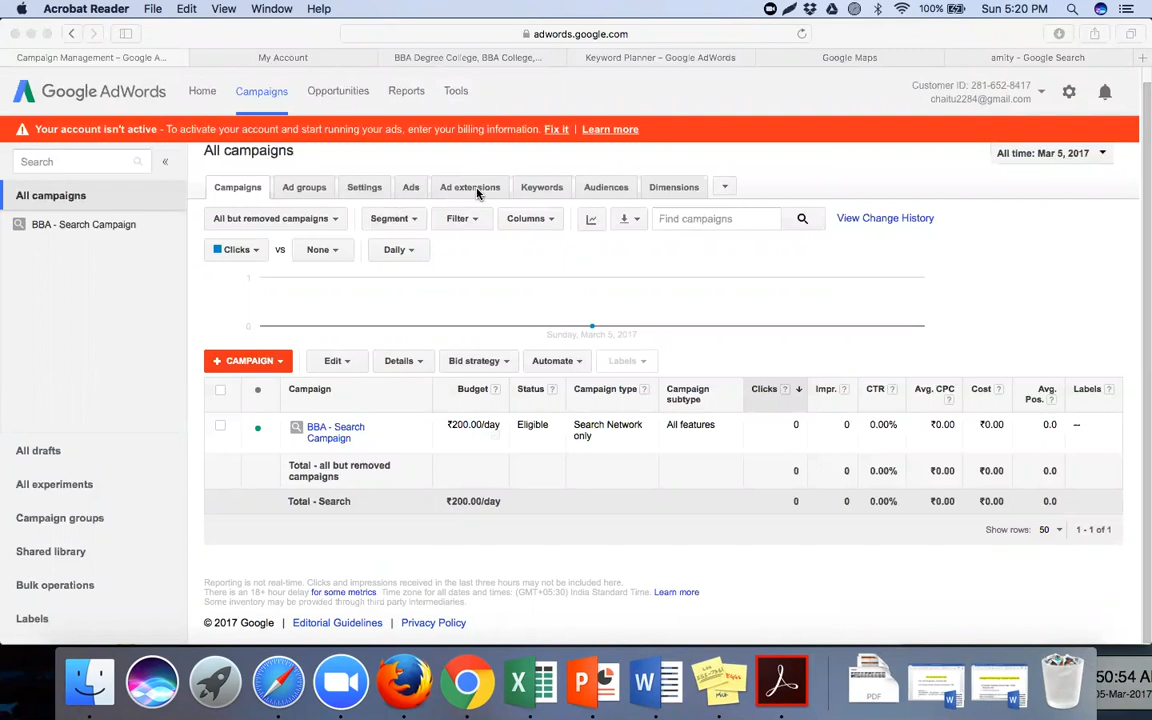 Acrobat Reader File Edit View Window Help 100% Sun 5:20 PM
adwords.google.com
Campaign Management – Google A... My Account BBA Degree College, BBA College,... Keyword Planner – Google AdWords Google Maps amity - Google Search
Google AdWords Home Campaigns Opportunities Reports Tools
Customer ID: 281-652-8417
chaitu2284@gmail.com
Your account isn't active - To activate your account and start running your ads, enter your billing information. Fix it | Learn more
Search «
All campaigns
BBA - Search Campaign
All drafts
All experiments
Campaign groups
Shared library
Bulk operations
Labels
All campaigns
All time: Mar 5, 2017
Campaigns Ad groups Settings Ads Ad extensions Keywords Audiences Dimensions
All but removed campaigns Segment Filter Columns Find campaigns View Change History
Clicks VS None Daily
1
0
Sunday, March 5, 2017
+ CAMPAIGN Edit Details Bid strategy Automate Labels
Campaign Budget ? Status ? Campaign type ? Campaign subtype Clicks ? Impr. ? CTR ? Avg. CPC ? Cost ? Avg. Pos. ? Labels ?
BBA - Search Campaign ₹200.00/day Eligible Search Network only All features 0 0 0.00% ₹0.00 ₹0.00 0.0 --
Total - all but removed campaigns 0 0 0.00% ₹0.00 ₹0.00 0.0
Total - Search ₹200.00/day 0 0 0.00% ₹0.00 ₹0.00 0.0
Show rows: 50 1 - 1 of 1
Reporting is not real-time. Clicks and impressions received in the last three hours may not be included here.
There is an 18+ hour delay for some metrics. Time zone for all dates and times: (GMT+05:30) India Standard Time. Learn more
Some inventory may be provided through third party intermediaries.
© 2017 Google | Editorial Guidelines | Privacy Policy
PDF
50:54 A
05-Mar-2017